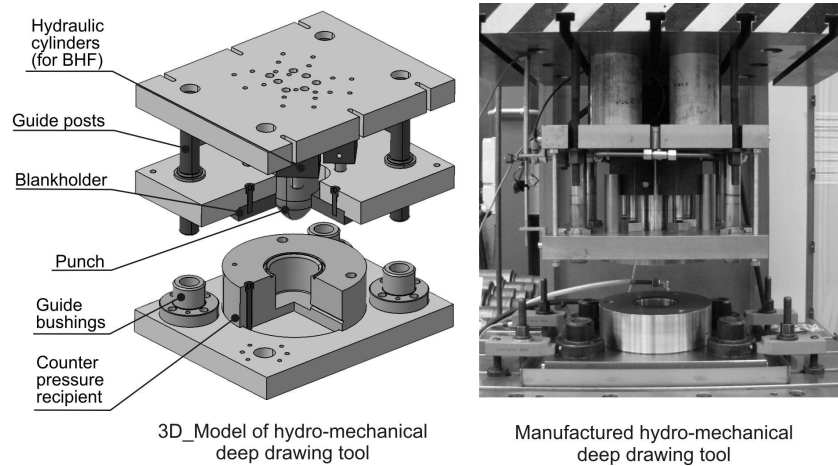 Hydraulic
cylinders
(for BHF)
Guide posts
Blankholder
Punch
Guide
bushings
Counter
pressure
recipient
3D_Model of hydro-mechanical
deep drawing tool
Manufactured hydro-mechanical
deep drawing tool